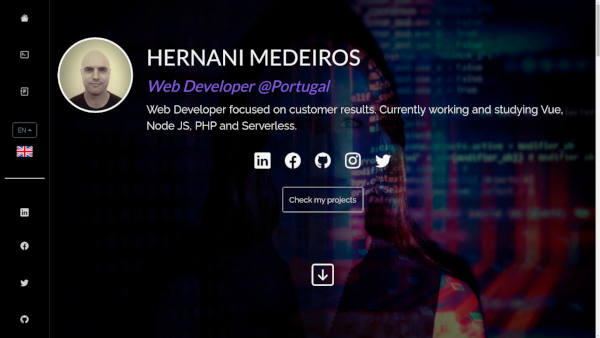 HERNANI MEDEIROS
Web Developer @Portugal
Web Developer focused on customer results. Currently working and studying Vue,
Node JS, PHP and Serverless.
EN
Check my projects